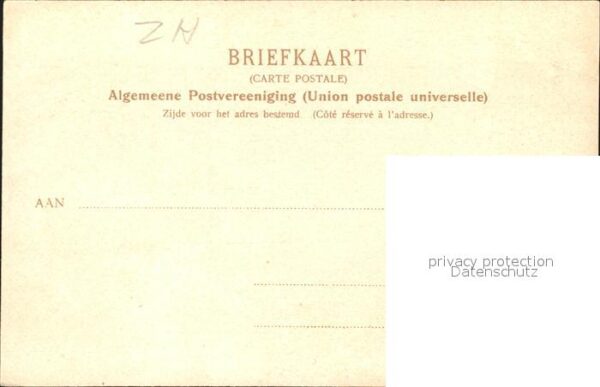 ZH
BRIEFKAART
(CARTE POSTALE)
Algemeene Postvereeniging (Union postale universelle)
Zijde voor het adres bestemd (Côté réservé à l'adresse.)
AAN
privacy protection
Datenschutz